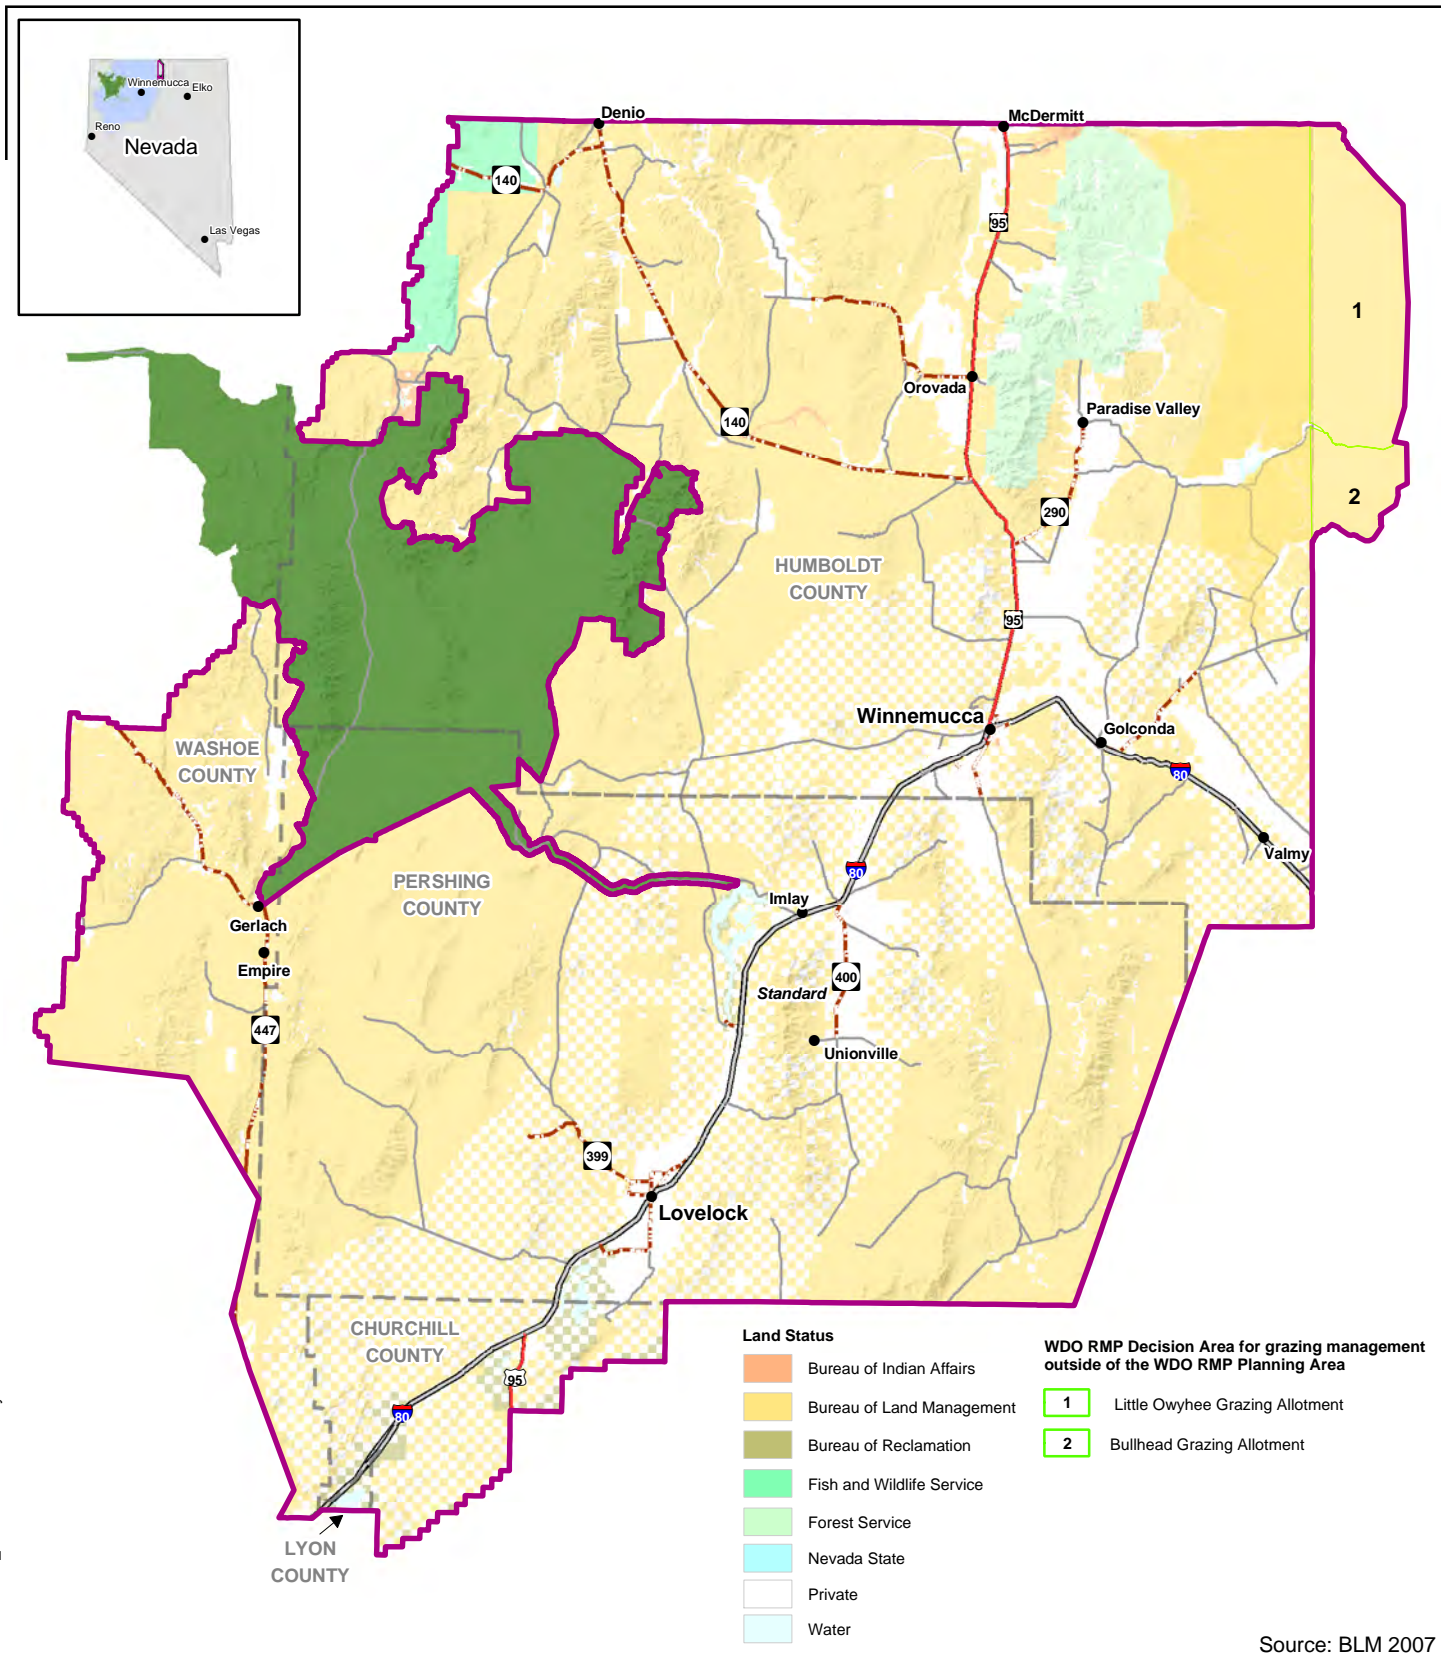 Winnemucca
Elko
Reno
Nevada
Las Vegas
Denio
McDermitt
140
95
1
Orovada
Paradise Valley
140
2
290
HUMBOLDT
COUNTY
95
Winnemucca
Golconda
WASHOE
COUNTY
80
Valmy
PERSHING
COUNTY
80
Imlay
Gerlach
Empire
400
Standard
447
Unionville
399
Lovelock
CHURCHILL
COUNTY
95
80
LYON
COUNTY
Land Status
Bureau of Indian Affairs
Bureau of Land Management
Bureau of Reclamation
Fish and Wildlife Service
Forest Service
Nevada State
Private
Water
WDO RMP Decision Area for grazing management
outside of the WDO RMP Planning Area
1 Little Owyhee Grazing Allotment
2 Bullhead Grazing Allotment
Source: BLM 2007